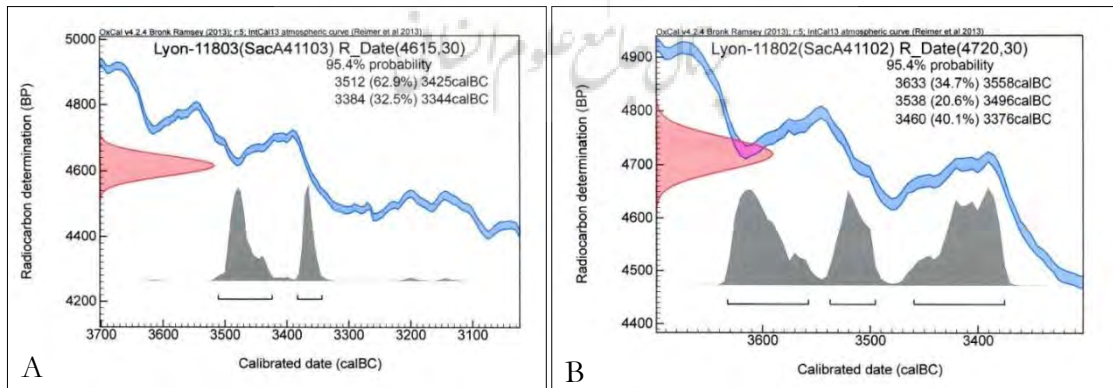 OxCal v4.2.4 Bronk Ramsey (2013); r:5; IntCal13 atmospheric curve (Reimer et al 2013)
Lyon-11803(SacA41103) R_Date(4615,30)
95.4% probability
3512 (62.9%) 3425calBC
3384 (32.5%) 3344calBC
Radiocarbon determination (BP)
5000
4800
4600
4400
4200
3700 3600 3500 3400 3300 3200 3100
Calibrated date (calBC)
A
OxCal v4.2.4 Bronk Ramsey (2013); r:5; IntCal13 atmospheric curve (Reimer et al 2013)
Lyon-11802(SacA41102) R_Date(4720,30)
95.4% probability
3633 (34.7%) 3558calBC
3538 (20.6%) 3496calBC
3460 (40.1%) 3376calBC
Radiocarbon determination (BP)
4900
4800
4700
4600
4500
4400
3600 3500 3400
Calibrated date (calBC)
B